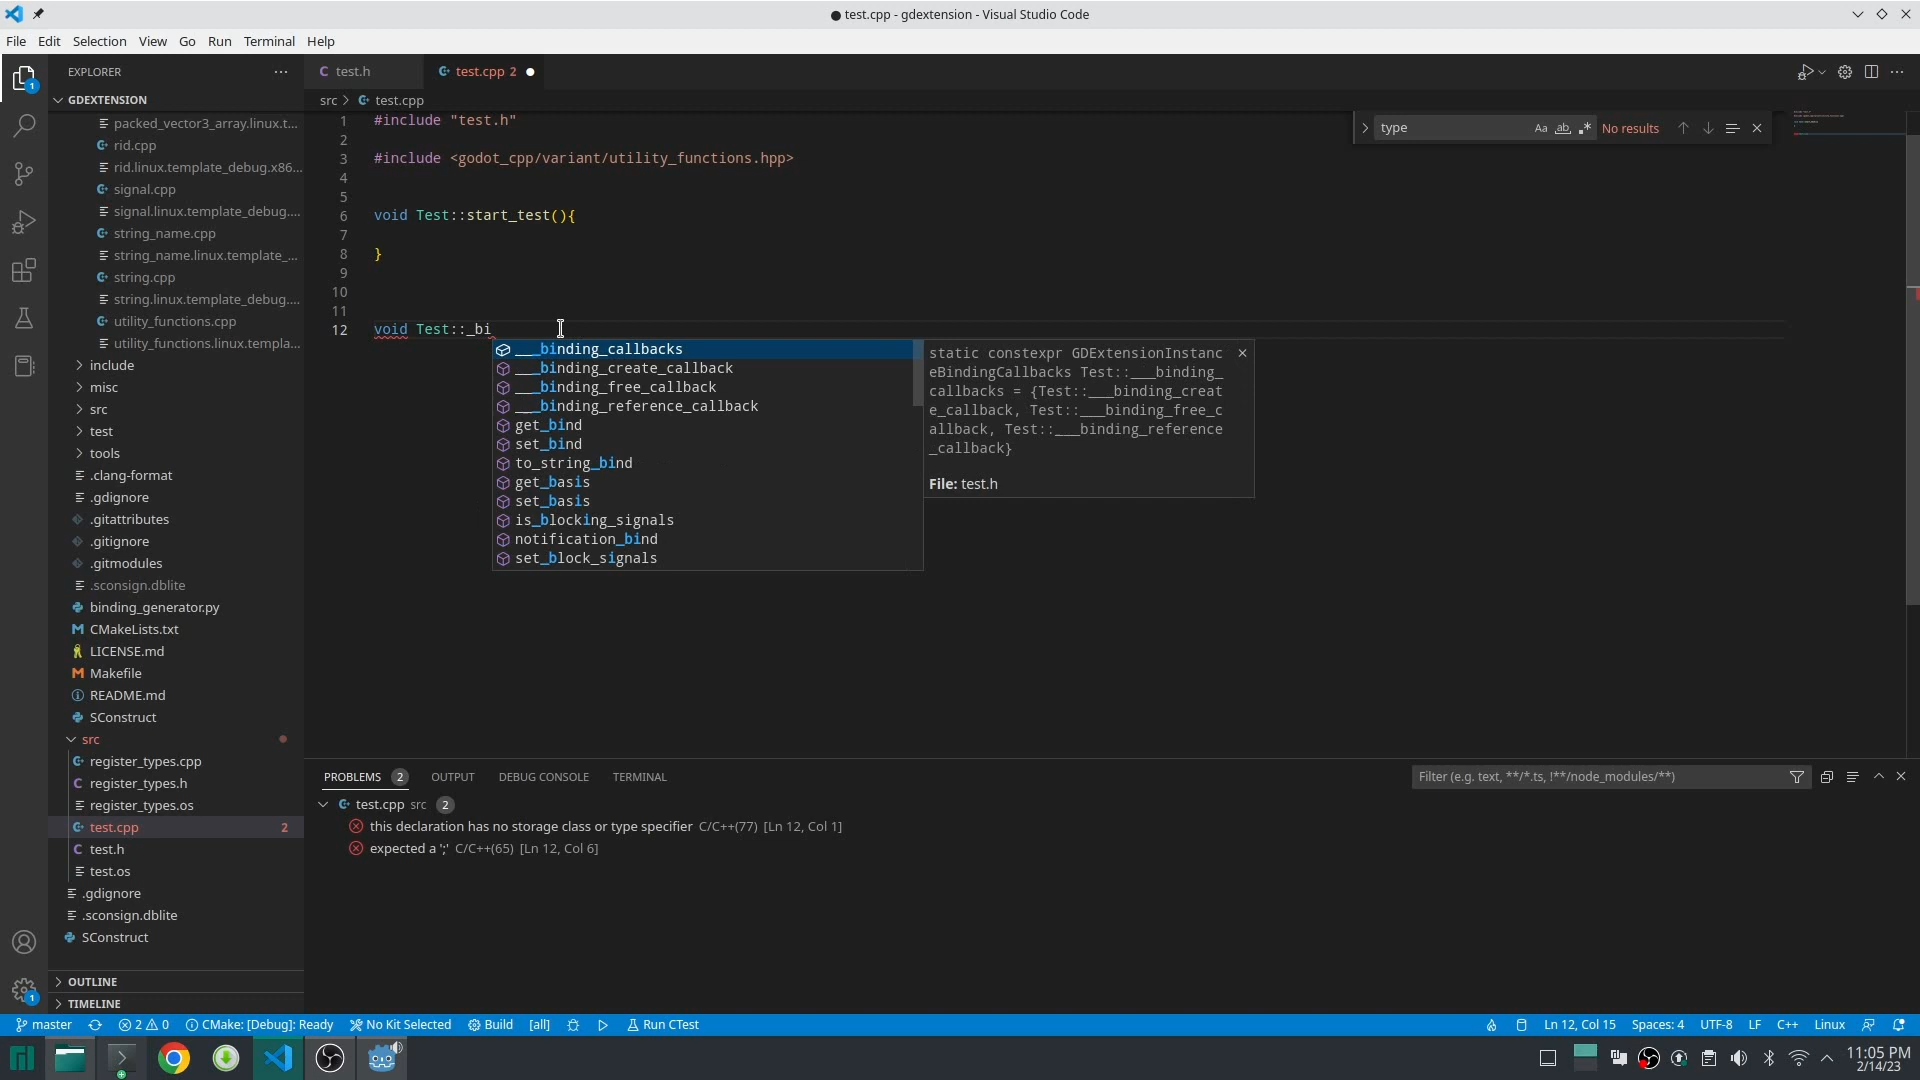 test.cpp - gdextension - Visual Studio Code
File Edit Selection View Go Run Terminal Help
EXPLORER
GDEXTENSION
packed_vector3_array.linux.t...
rid.cpp
rid.linux.template_debug.x86...
signal.cpp
signal.linux.template_debug....
string_name.cpp
string_name.linux.template_...
string.cpp
string.linux.template_debug....
utility_functions.cpp
utility_functions.linux.templa...
include
misc
src
test
tools
.clang-format
.gdignore
.gitattributes
.gitignore
.gitmodules
.sconsign.dblite
binding_generator.py
CMakeLists.txt
LICENSE.md
Makefile
README.md
SConstruct
src
register_types.cpp
register_types.h
register_types.os
test.cpp 2
test.h
test.os
.gdignore
.sconsign.dblite
SConstruct
OUTLINE
TIMELINE
1
1
C test.h
test.cpp 2
src > test.cpp
type Aa ab .* No results
1 #include "test.h"
2
3 #include <godot_cpp/variant/utility_functions.hpp>
4
5
6 void Test::start_test(){
7
8 }
9
10
11
12 void Test::_bi
___binding_callbacks
___binding_create_callback
___binding_free_callback
___binding_reference_callback
get_bind
set_bind
to_string_bind
get_basis
set_basis
is_blocking_signals
notification_bind
set_block_signals
static constexpr GDExtensionInstanc
eBindingCallbacks Test::___binding_
callbacks = {Test::___binding_creat
e_callback, Test::___binding_free_c
allback, Test::___binding_reference
_callback}
File: test.h
PROBLEMS 2 OUTPUT DEBUG CONSOLE TERMINAL
Filter (e.g. text, **/*.ts, !**/node_modules/**)
test.cpp src 2
this declaration has no storage class or type specifier C/C++(77) [Ln 12, Col 1]
expected a ';' C/C++(65) [Ln 12, Col 6]
master 2 0 CMake: [Debug]: Ready No Kit Selected Build [all] Run CTest
Ln 12, Col 15 Spaces: 4 UTF-8 LF C++ Linux
11:05 PM
2/14/23